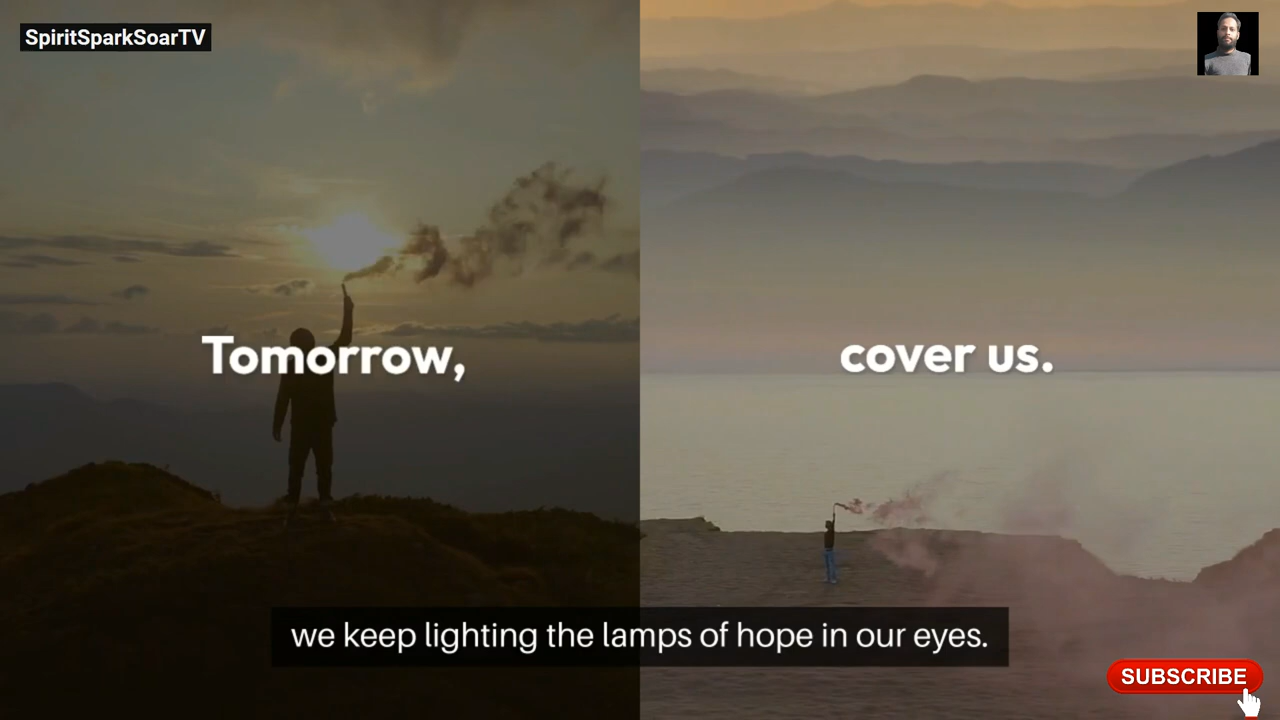 SpiritSparkSoarTV
Tomorrow,
cover us.
we keep lighting the lamps of hope in our eyes.
SUBSCRIBE